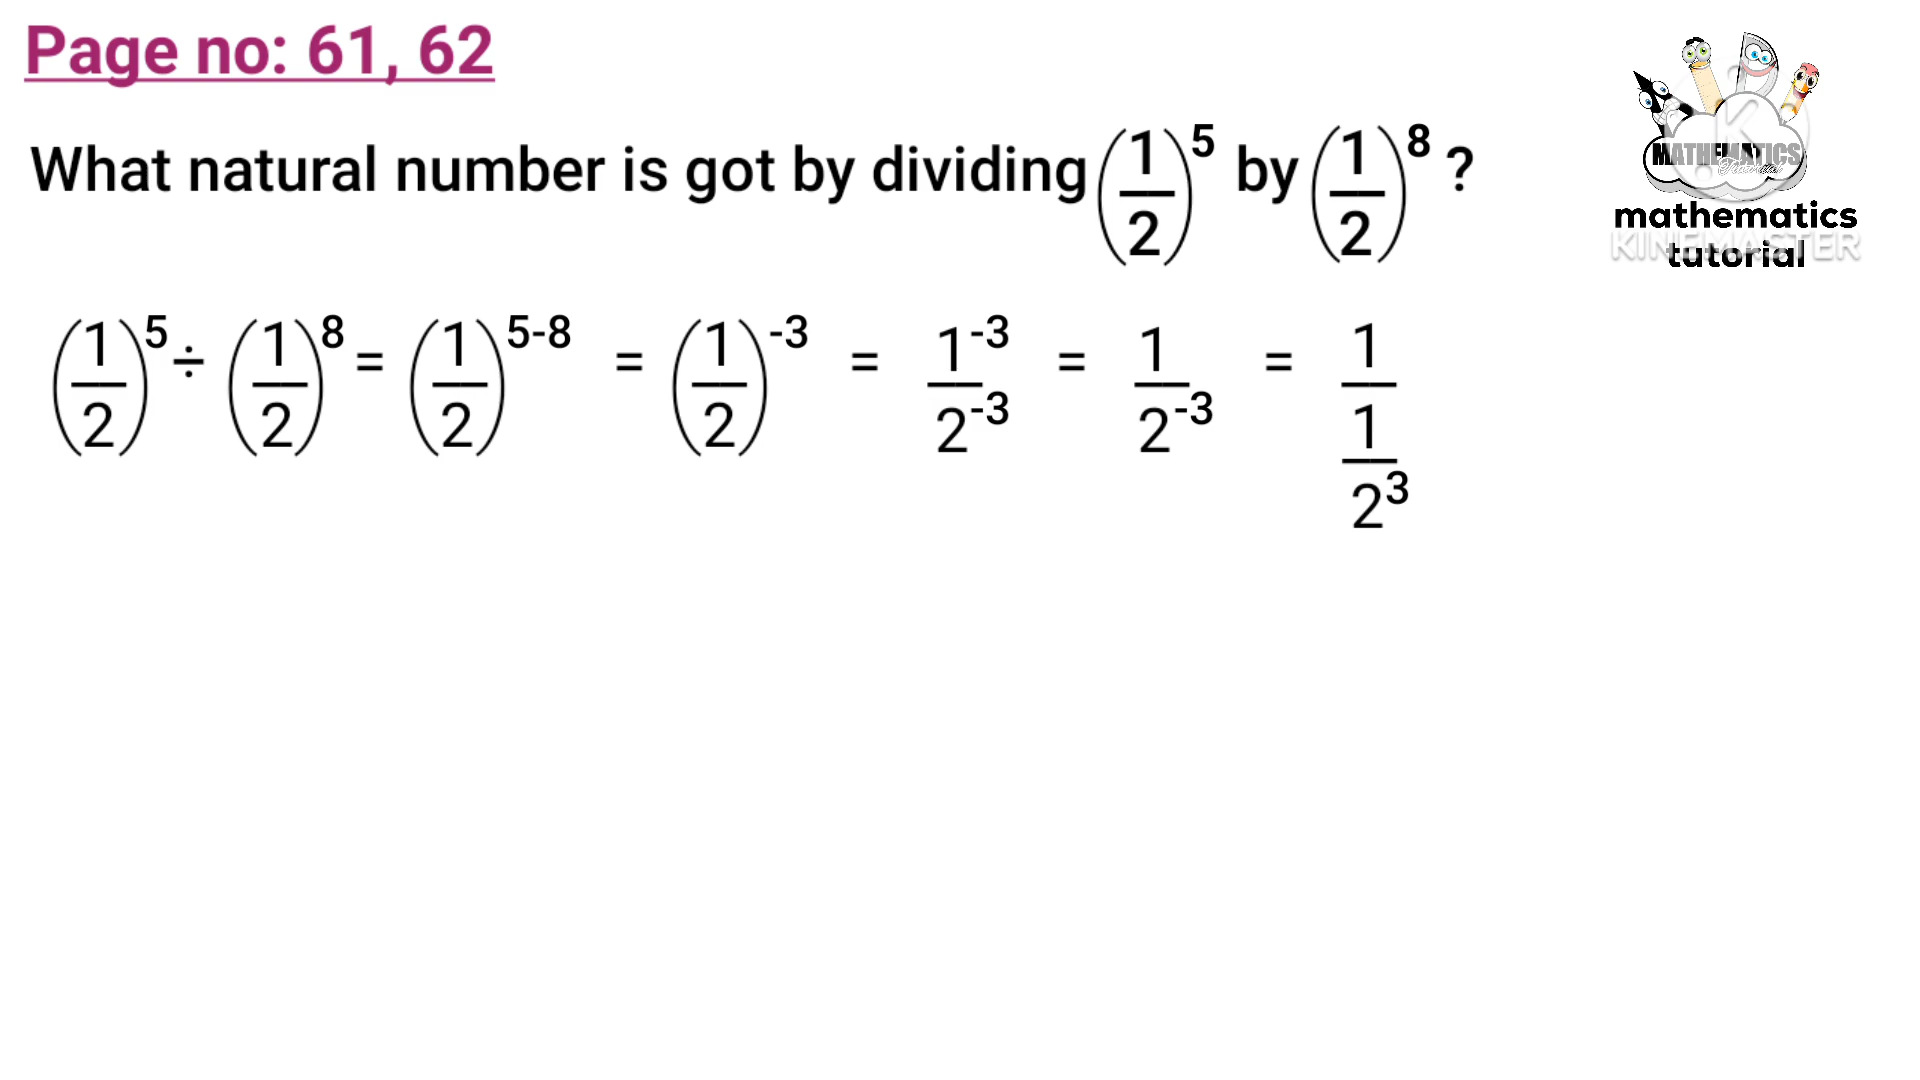 Page no: 61, 62
What natural number is got by dividing (1/2)^5 by (1/2)^8 ?
(1/2)^5 ÷ (1/2)^8 = (1/2)^5-8 = (1/2)^-3 = 1^-3/2^-3 = 1/2^-3 = 1/(1/2^3)
MATHEMATICS
Tutorial
mathematics
KINEMASTER
tutorial